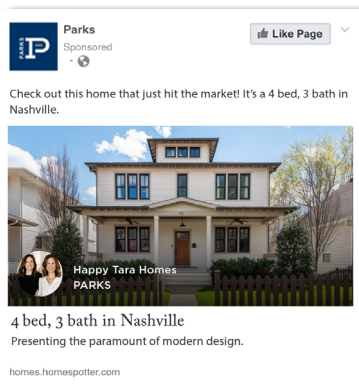 PARKS
P
Parks
Sponsored
Like Page
Check out this home that just hit the market! It's a 4 bed, 3 bath in
Nashville.
Happy Tara Homes
PARKS
4 bed, 3 bath in Nashville
Presenting the paramount of modern design.
homes.homespotter.com